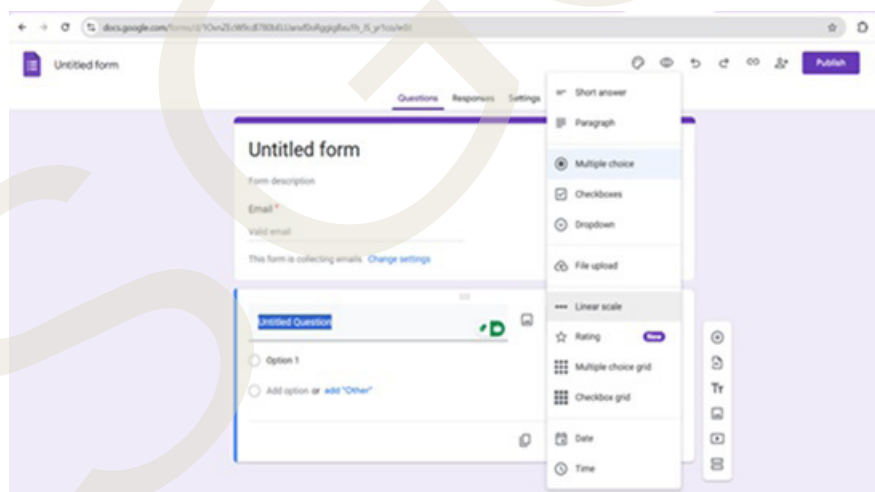 Untitled form
Publish
Questions Responses Settings
Untitled form
Form description
Email *
Valid email
This form is collecting emails. Change settings
Untitled Question
Option 1
Add option or add "Other"
Short answer
Paragraph
Multiple choice
Checkboxes
Dropdown
File upload
Linear scale
Rating New
Multiple choice grid
Checkbox grid
Date
Time
Tт